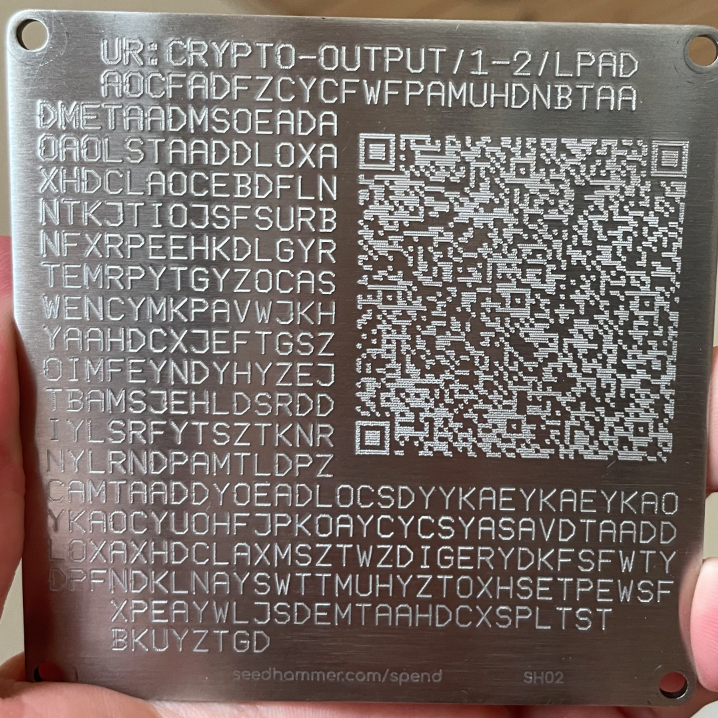 UR:CRYPTO-OUTPUT/1-2/LPAD
AOCFADFZCYCFWFPAMUHDNBTAA
DMETAADMSOEADA
OAOLSTAADDLOXA
XHDCLAOCEBDFLN
NTKJTIOJSFSURB
NFXRPEEHKDLGYR
TEMRPYTGYZOCAS
WENCYMKPAVWJKH
YAAHDCXJEFTGSZ
OIMFEYNDYHYZEJ
TBAMSJEHLDSRDD
IYLSRFYTSZTKNR
NYLRNDPAMTLDPZ
CAMTAADDYOEADLOCSDYYKAEYKAEYKAO
YKAOCYUOHFJPKOAYCYCSYASAVDTAADD
LOXAXHDCLAXMSZTWZDIGERYDKFSFWTY
DPFNDKLNAYSWTTMUHYZTOXHSETPEWSF
XPEAYWLJSDEMTAAHDCXSPLTST
BKUYZTGD
seedhammer.com/spend SH02